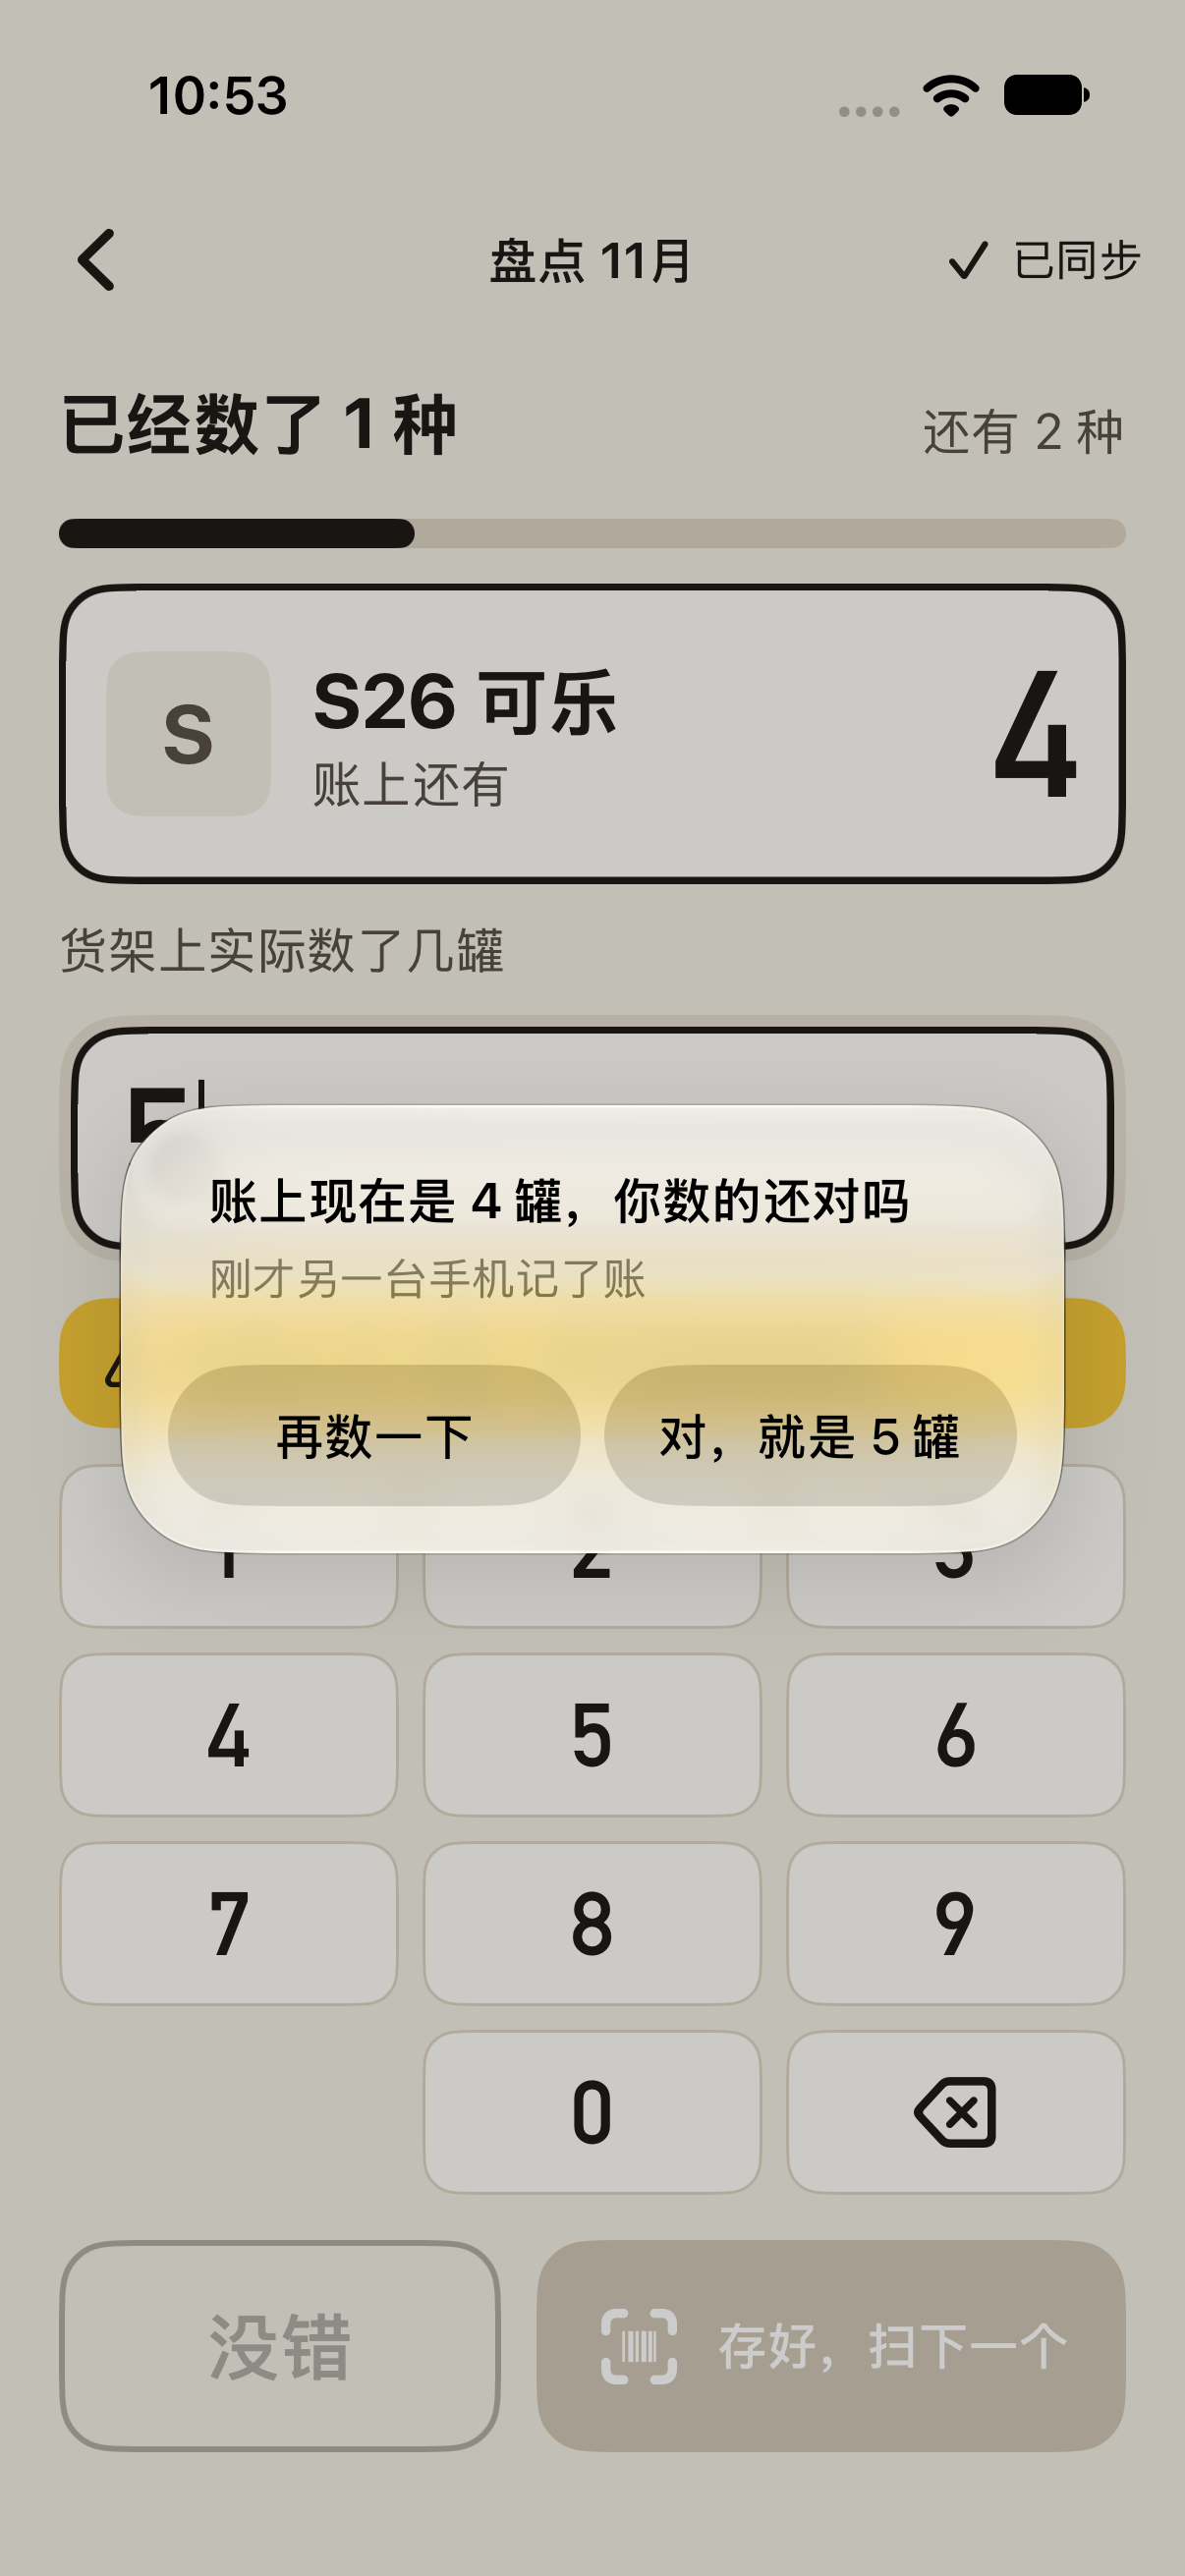 10:53
盘点 11月
已同步
已经数了 1 种
还有 2 种
S
S26 可乐
账上还有
4
货架上实际数了几罐
5
账上现在是 4 罐，你数的还对吗
刚才另一台手机记了账
再数一下
对，就是 5 罐
1 2 3
4 5 6
7 8 9
0
没错
存好，扫下一个